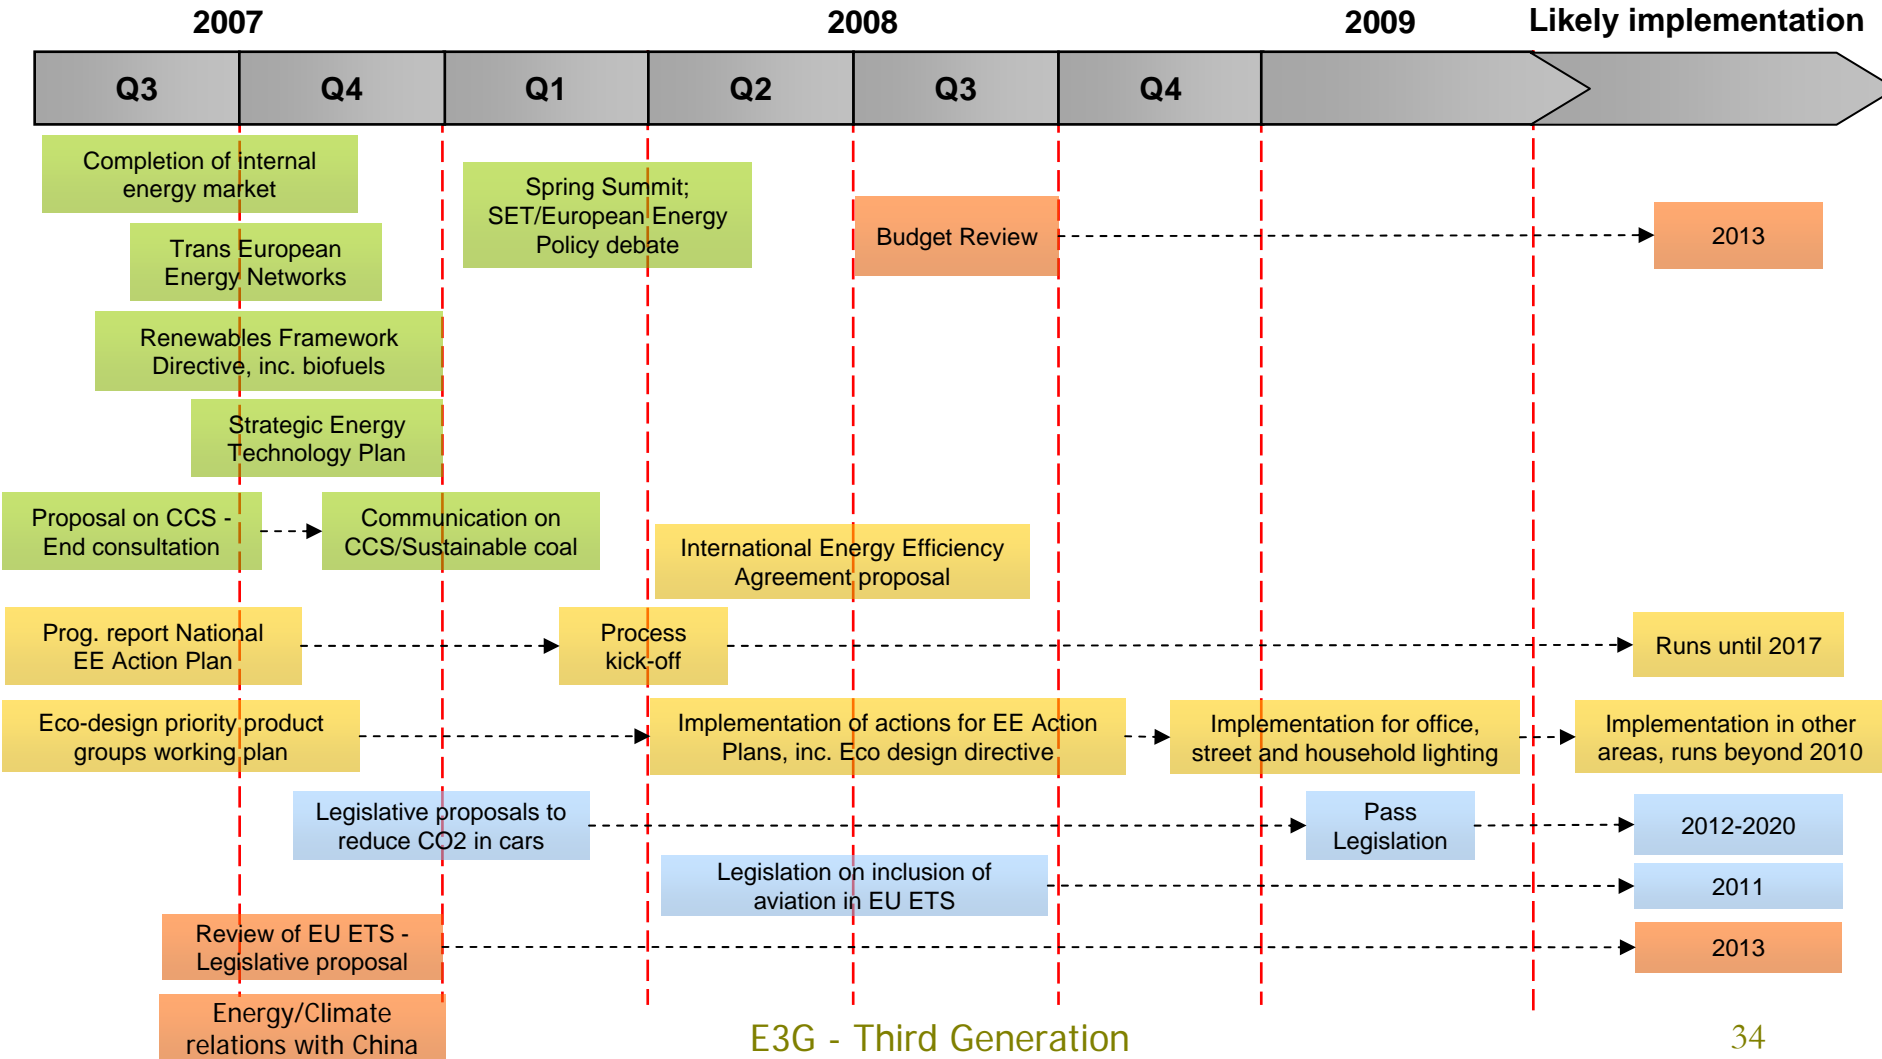 2007
2008
2009
Likely implementation
Q3
Q4
Q1
Q2
Q3
Q4
Completion of internal
energy market
Spring Summit;
SET/European Energy
Policy debate
Budget Review
2013
Trans European
Energy Networks
Renewables Framework
Directive, inc. biofuels
Strategic Energy
Technology Plan
Proposal on CCS -
End consultation
Communication on
CCS/Sustainable coal
International Energy Efficiency
Agreement proposal
Prog. report National
EE Action Plan
Process
kick-off
Runs until 2017
Eco-design priority product
groups working plan
Implementation of actions for EE Action
Plans, inc. Eco design directive
Implementation for office,
street and household lighting
Implementation in other
areas, runs beyond 2010
Legislative proposals to
reduce CO2 in cars
Pass
Legislation
2012-2020
Legislation on inclusion of
aviation in EU ETS
2011
Review of EU ETS -
Legislative proposal
2013
Energy/Climate
relations with China
E3G - Third Generation
34